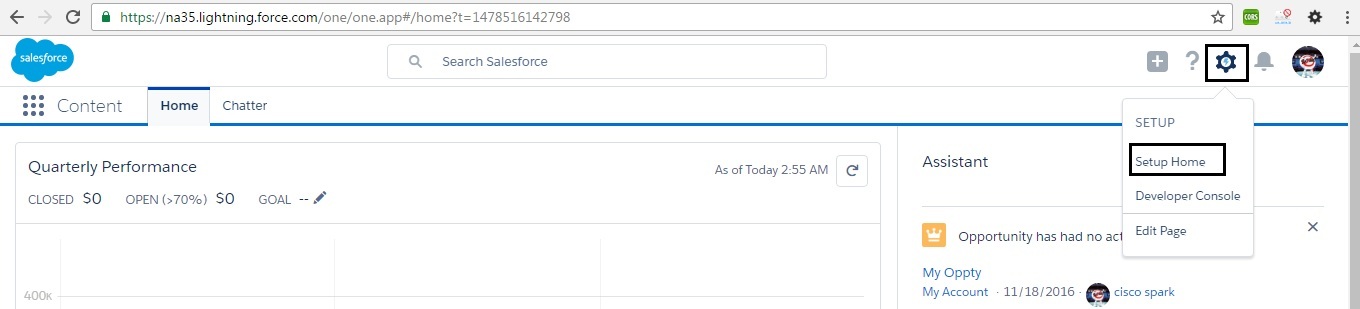 https://na35.lightning.force.com/one/one.app#/home?t=1478516142798
CORS
salesforce
Search Salesforce
Content
Home
Chatter
SETUP
Setup Home
Developer Console
Edit Page
Quarterly Performance
As of Today 2:55 AM
CLOSED $0 OPEN (>70%) $0 GOAL --
400K
Assistant
Opportunity has had no act
My Oppty
My Account · 11/18/2016 · cisco spark